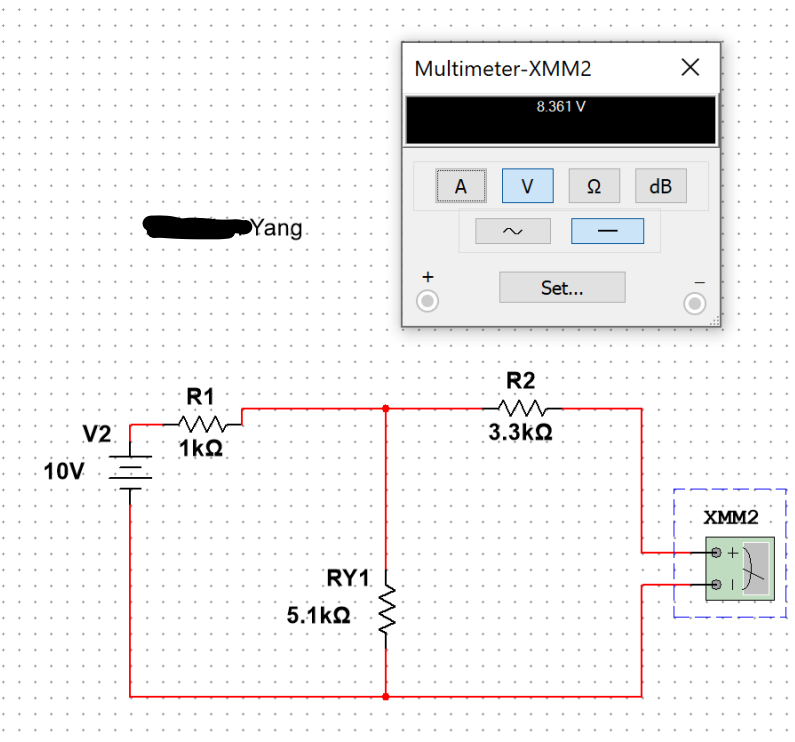 Multimeter-XMM2
8.361 V
A
V
Ω
dB
~
—
+
Set...
–
Yang
R1
1kΩ
R2
3.3kΩ
V2
10V
XMM2
+
RY1
5.1kΩ